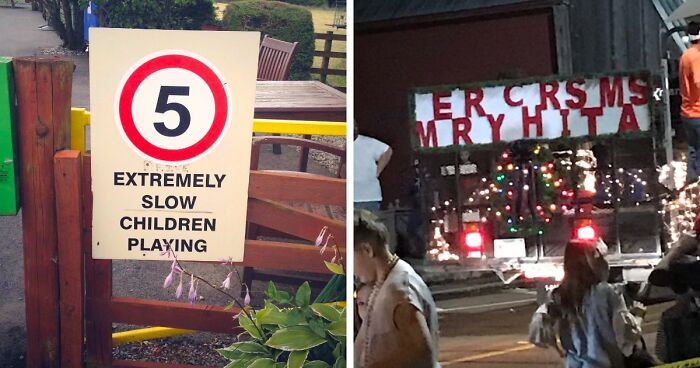 5
EXTREMELY
SLOW
CHILDREN
PLAYING
ERCRSMS
MRYHITA